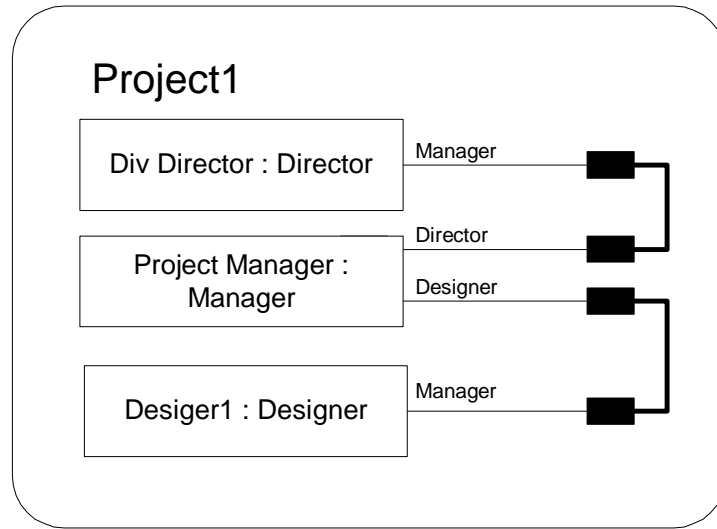 Project1
Div Director : Director
Manager
Director
Project Manager :
Manager
Designer
Desiger1 : Designer
Manager